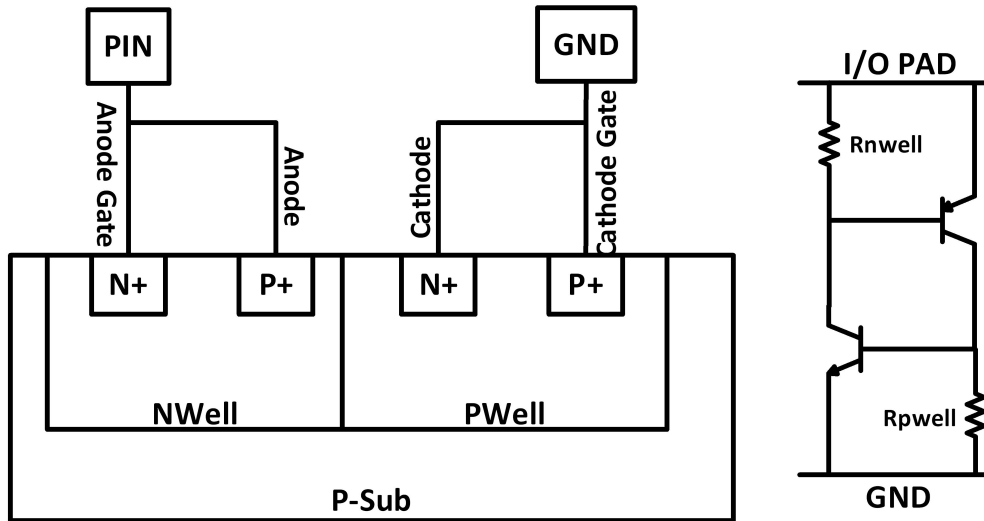 PIN
GND
Anode Gate
Anode
Cathode
Cathode Gate
N+
P+
N+
P+
NWell
PWell
P-Sub
I/O PAD
Rnwell
Rpwell
GND